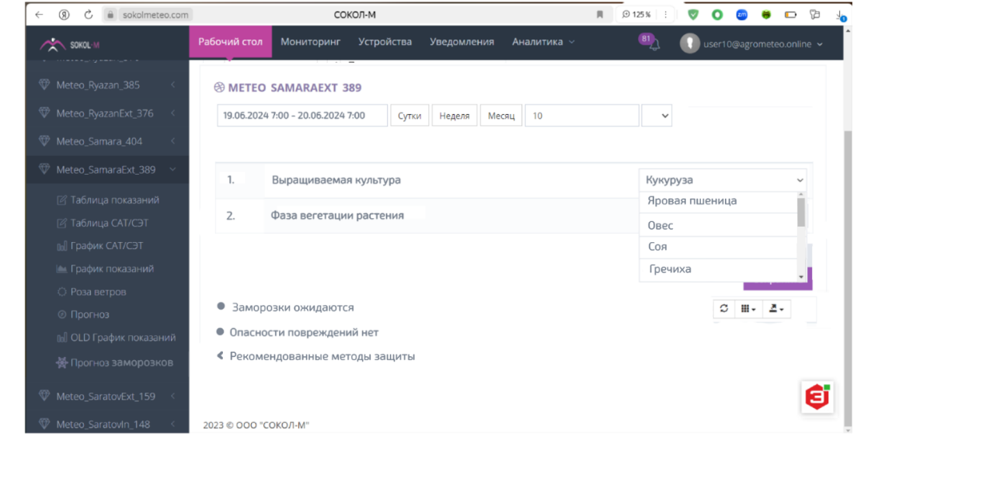 sokolmeteo.com
СОКОЛ-М
125 %
SOKOL-M
Рабочий стол
Мониторинг
Устройства
Уведомления
Аналитика
81
user10@agrometeo.online
Meteo_Ryazan_385
Meteo_RyazanExt_376
Meteo_Samara_404
Meteo_SamaraExt_389
Таблица показаний
Таблица САТ/СЭТ
График САТ/СЭТ
График показаний
Роза ветров
Прогноз
OLD График показаний
Прогноз заморозков
Meteo_SaratovExt_159
Meteo_SaratovIn_148
METEO SAMARAEXT 389
19.06.2024 7:00 - 20.06.2024 7:00
Сутки
Неделя
Месяц
10
1. Выращиваемая культура
Кукуруза
Яровая пшеница
2. Фаза вегетации растения
Овес
Соя
Гречиха
Заморозки ожидаются
Опасности повреждений нет
Рекомендованные методы защиты
2023 © ООО "СОКОЛ-М"